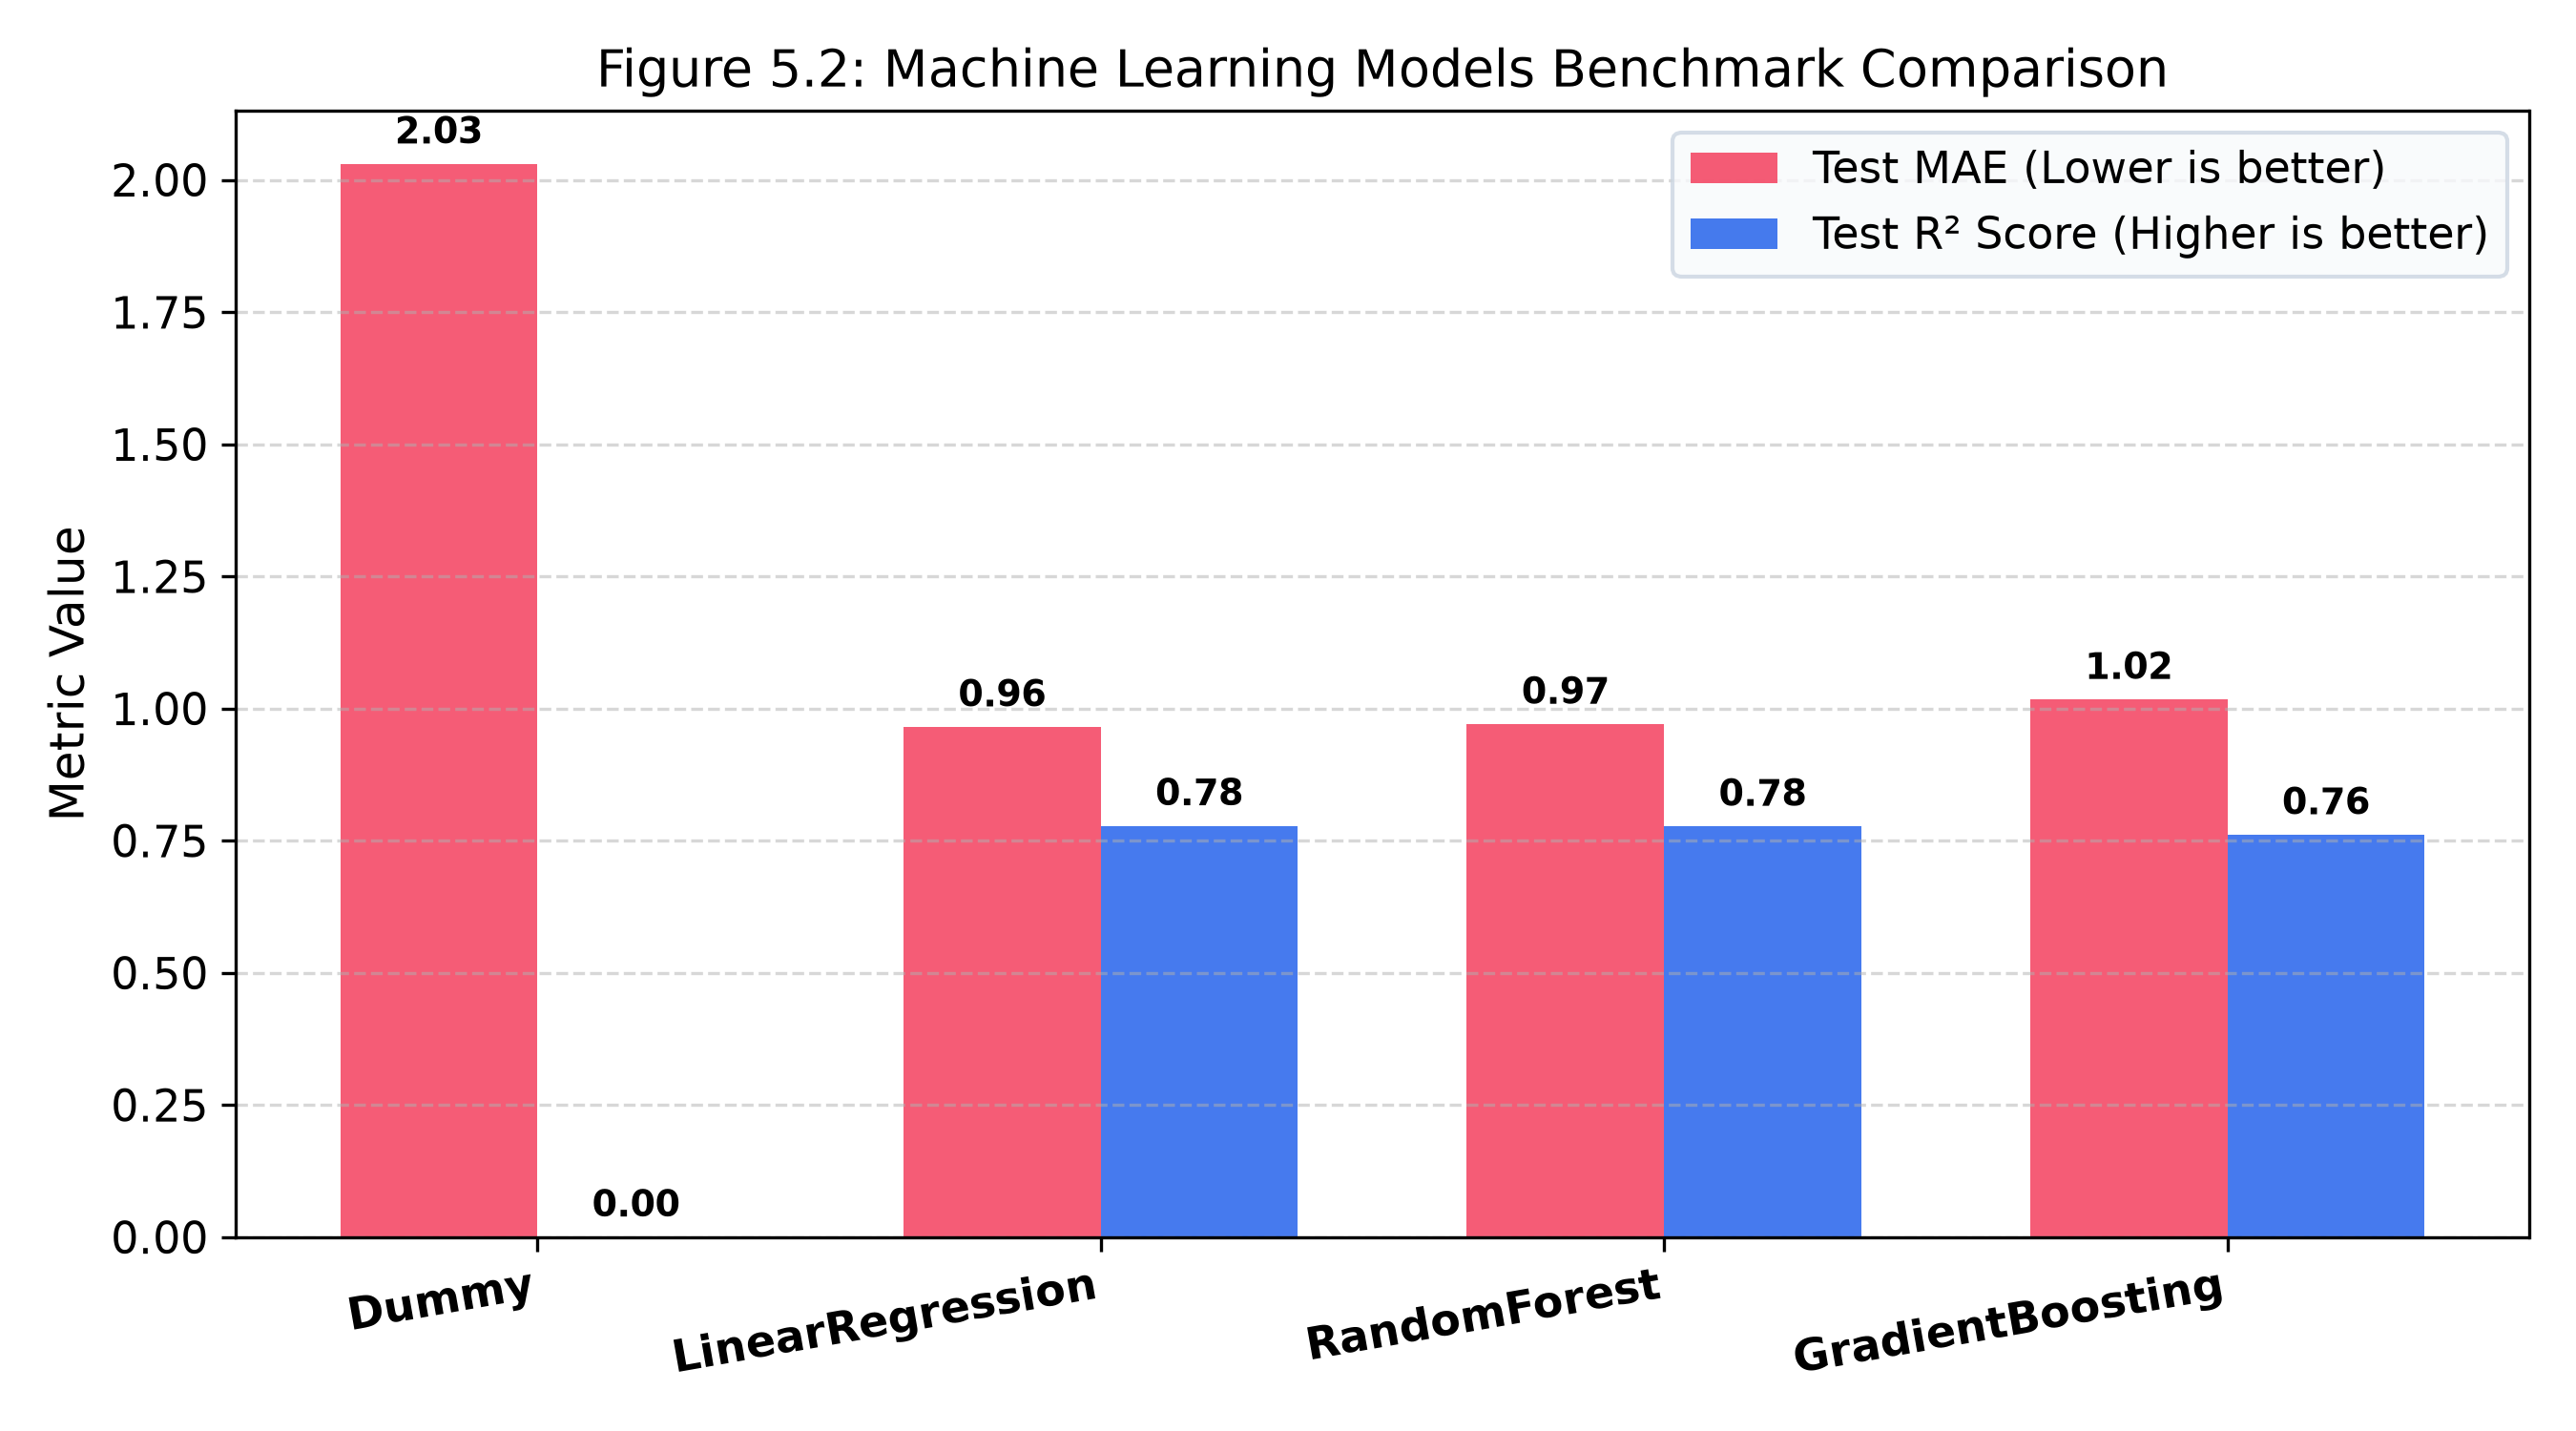 Figure 5.2: Machine Learning Models Benchmark Comparison
Test MAE (Lower is better)
Test R² Score (Higher is better)
Metric Value
2.00
1.75
1.50
1.25
1.00
0.75
0.50
0.25
0.00
2.03
0.00
0.96
0.78
0.97
0.78
1.02
0.76
Dummy
LinearRegression
RandomForest
GradientBoosting